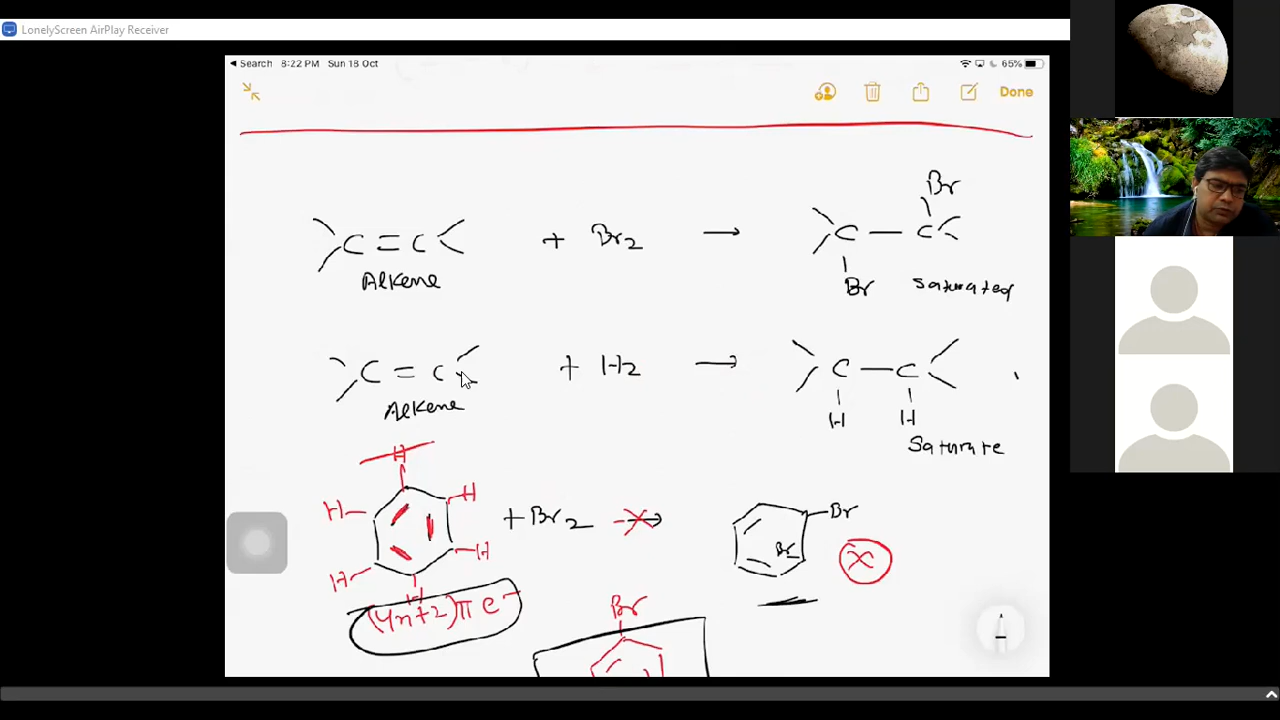 LonelyScreen AirPlay Receiver
Search 8:22 PM Sun 18 Oct 65%
Done
Br
C = C + Br2 → C — C
Alkene Br Saturated
C = C + H2 → C — C
Alkene H H
Saturate
H
H H + Br2 → Br
Br X
H H
H
(4n+2)π e-
Br